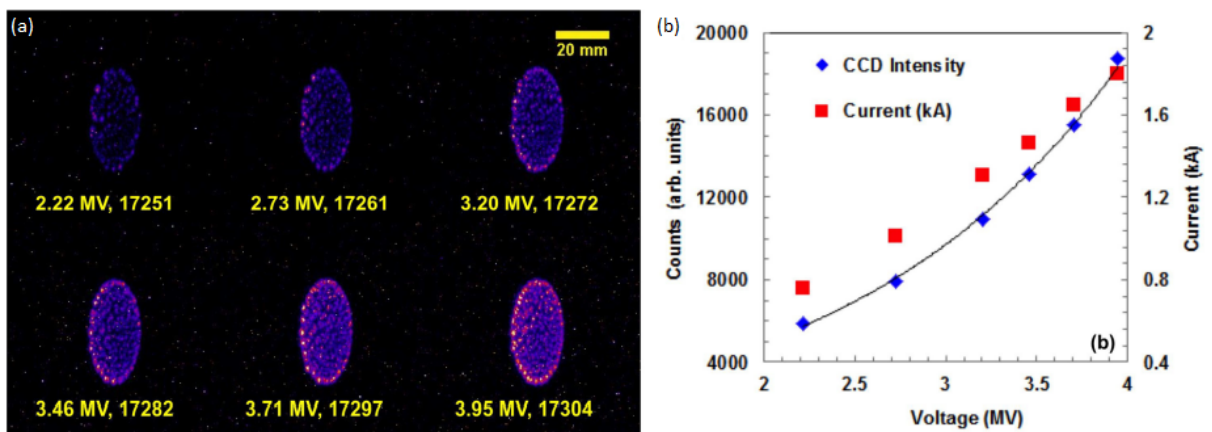 (a)
20 mm
2.22 MV, 17251
2.73 MV, 17261
3.20 MV, 17272
3.46 MV, 17282
3.71 MV, 17297
3.95 MV, 17304
(b)
20000
16000
12000
8000
4000
Counts (arb. units)
CCD Intensity
Current (kA)
2
1.6
1.2
0.8
0.4
Current (kA)
(b)
2
2.5
3
3.5
4
Voltage (MV)